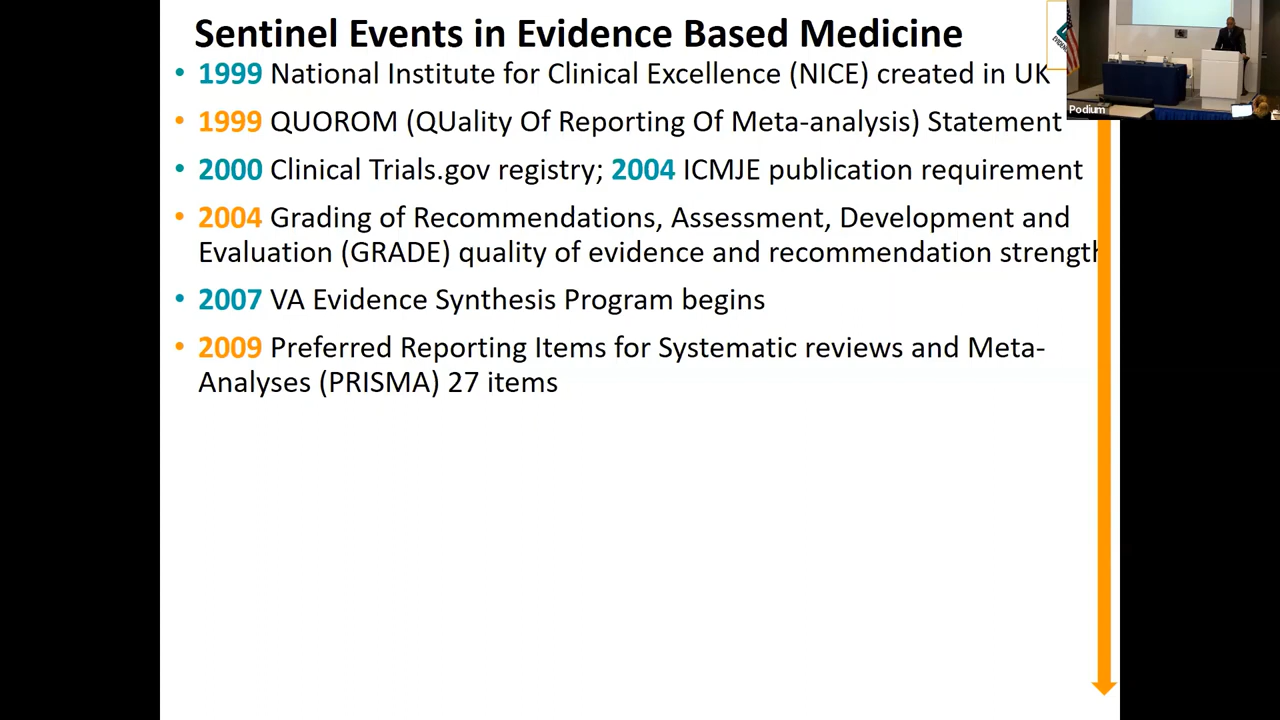 Sentinel Events in Evidence Based Medicine
• 1999 National Institute for Clinical Excellence (NICE) created in UK
• 1999 QUOROM (QUality Of Reporting Of Meta-analysis) Statement
• 2000 Clinical Trials.gov registry; 2004 ICMJE publication requirement
• 2004 Grading of Recommendations, Assessment, Development and
Evaluation (GRADE) quality of evidence and recommendation strength
• 2007 VA Evidence Synthesis Program begins
• 2009 Preferred Reporting Items for Systematic reviews and Meta-
Analyses (PRISMA) 27 items
Podium